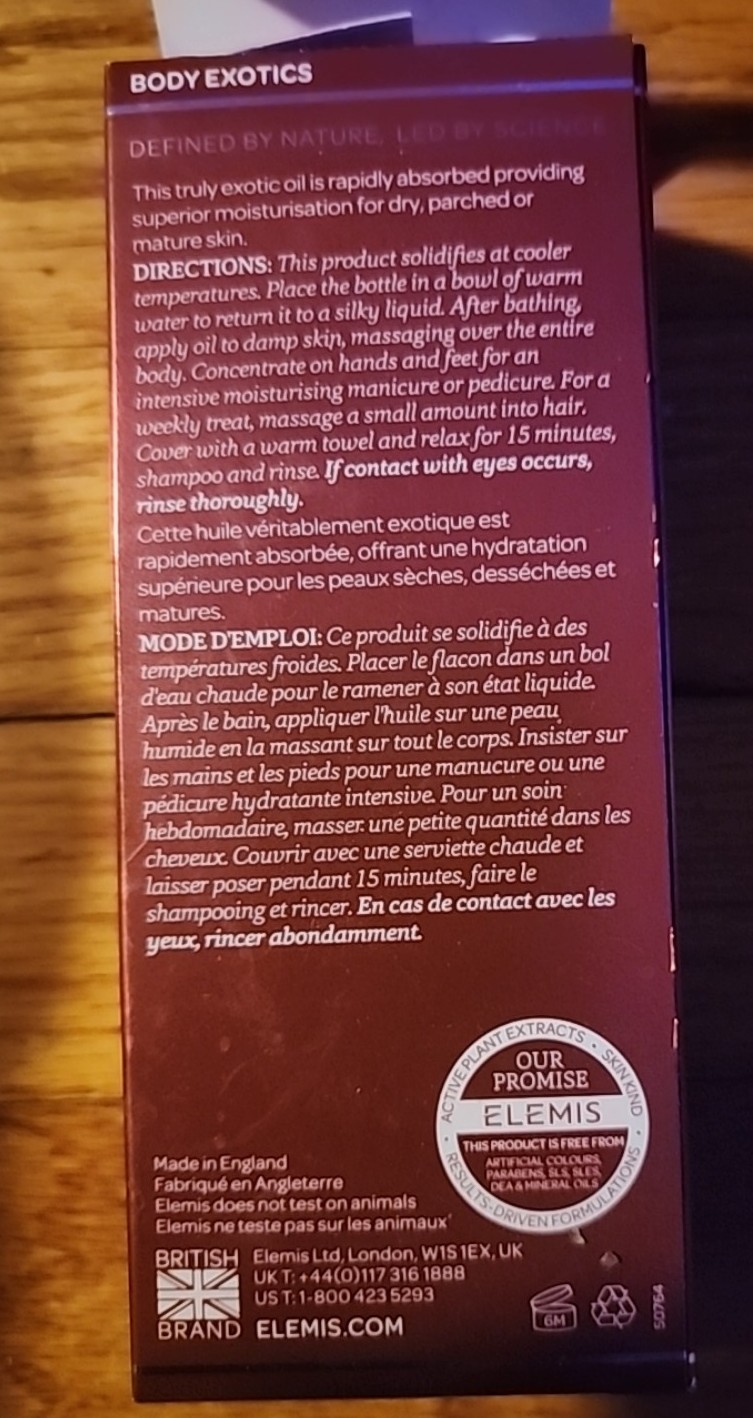 BODY EXOTICS
DEFINED BY NATURE, LED BY SCIENCE
This truly exotic oil is rapidly absorbed providing
superior moisturisation for dry, parched or
mature skin.
DIRECTIONS: This product solidifies at cooler
temperatures. Place the bottle in a bowl of warm
water to return it to a silky liquid. After bathing,
apply oil to damp skin, massaging over the entire
body. Concentrate on hands and feet for an
intensive moisturising manicure or pedicure. For a
weekly treat, massage a small amount into hair.
Cover with a warm towel and relax for 15 minutes,
shampoo and rinse. If contact with eyes occurs,
rinse thoroughly.
Cette huile véritablement exotique est
rapidement absorbée, offrant une hydratation
supérieure pour les peaux sèches, desséchées et
matures.
MODE D'EMPLOI: Ce produit se solidifie à des
températures froides. Placer le flacon dans un bol
d'eau chaude pour le ramener à son état liquide.
Après le bain, appliquer l'huile sur une peau
humide en la massant sur tout le corps. Insister sur
les mains et les pieds pour une manucure ou une
pédicure hydratante intensive. Pour un soin
hebdomadaire, masser une petite quantité dans les
cheveux. Couvrir avec une serviette chaude et
laisser poser pendant 15 minutes, faire le
shampooing et rincer. En cas de contact avec les
yeux, rincer abondamment.
ACTIVE PLANT EXTRACTS • SKIN KIND • RESULTS-DRIVEN FORMULATIONS •
OUR
PROMISE
ELEMIS
THIS PRODUCT IS FREE FROM
ARTIFICIAL COLOURS,
PARABENS, SLS, SLES,
DEA & MINERAL OILS
Made in England
Fabriqué en Angleterre
Elemis does not test on animals
Elemis ne teste pas sur les animaux
BRITISH
BRAND
Elemis Ltd, London, W1S 1EX, UK
UK T: +44(0)117 316 1888
US T: 1-800 423 5293
ELEMIS.COM
6M
50764